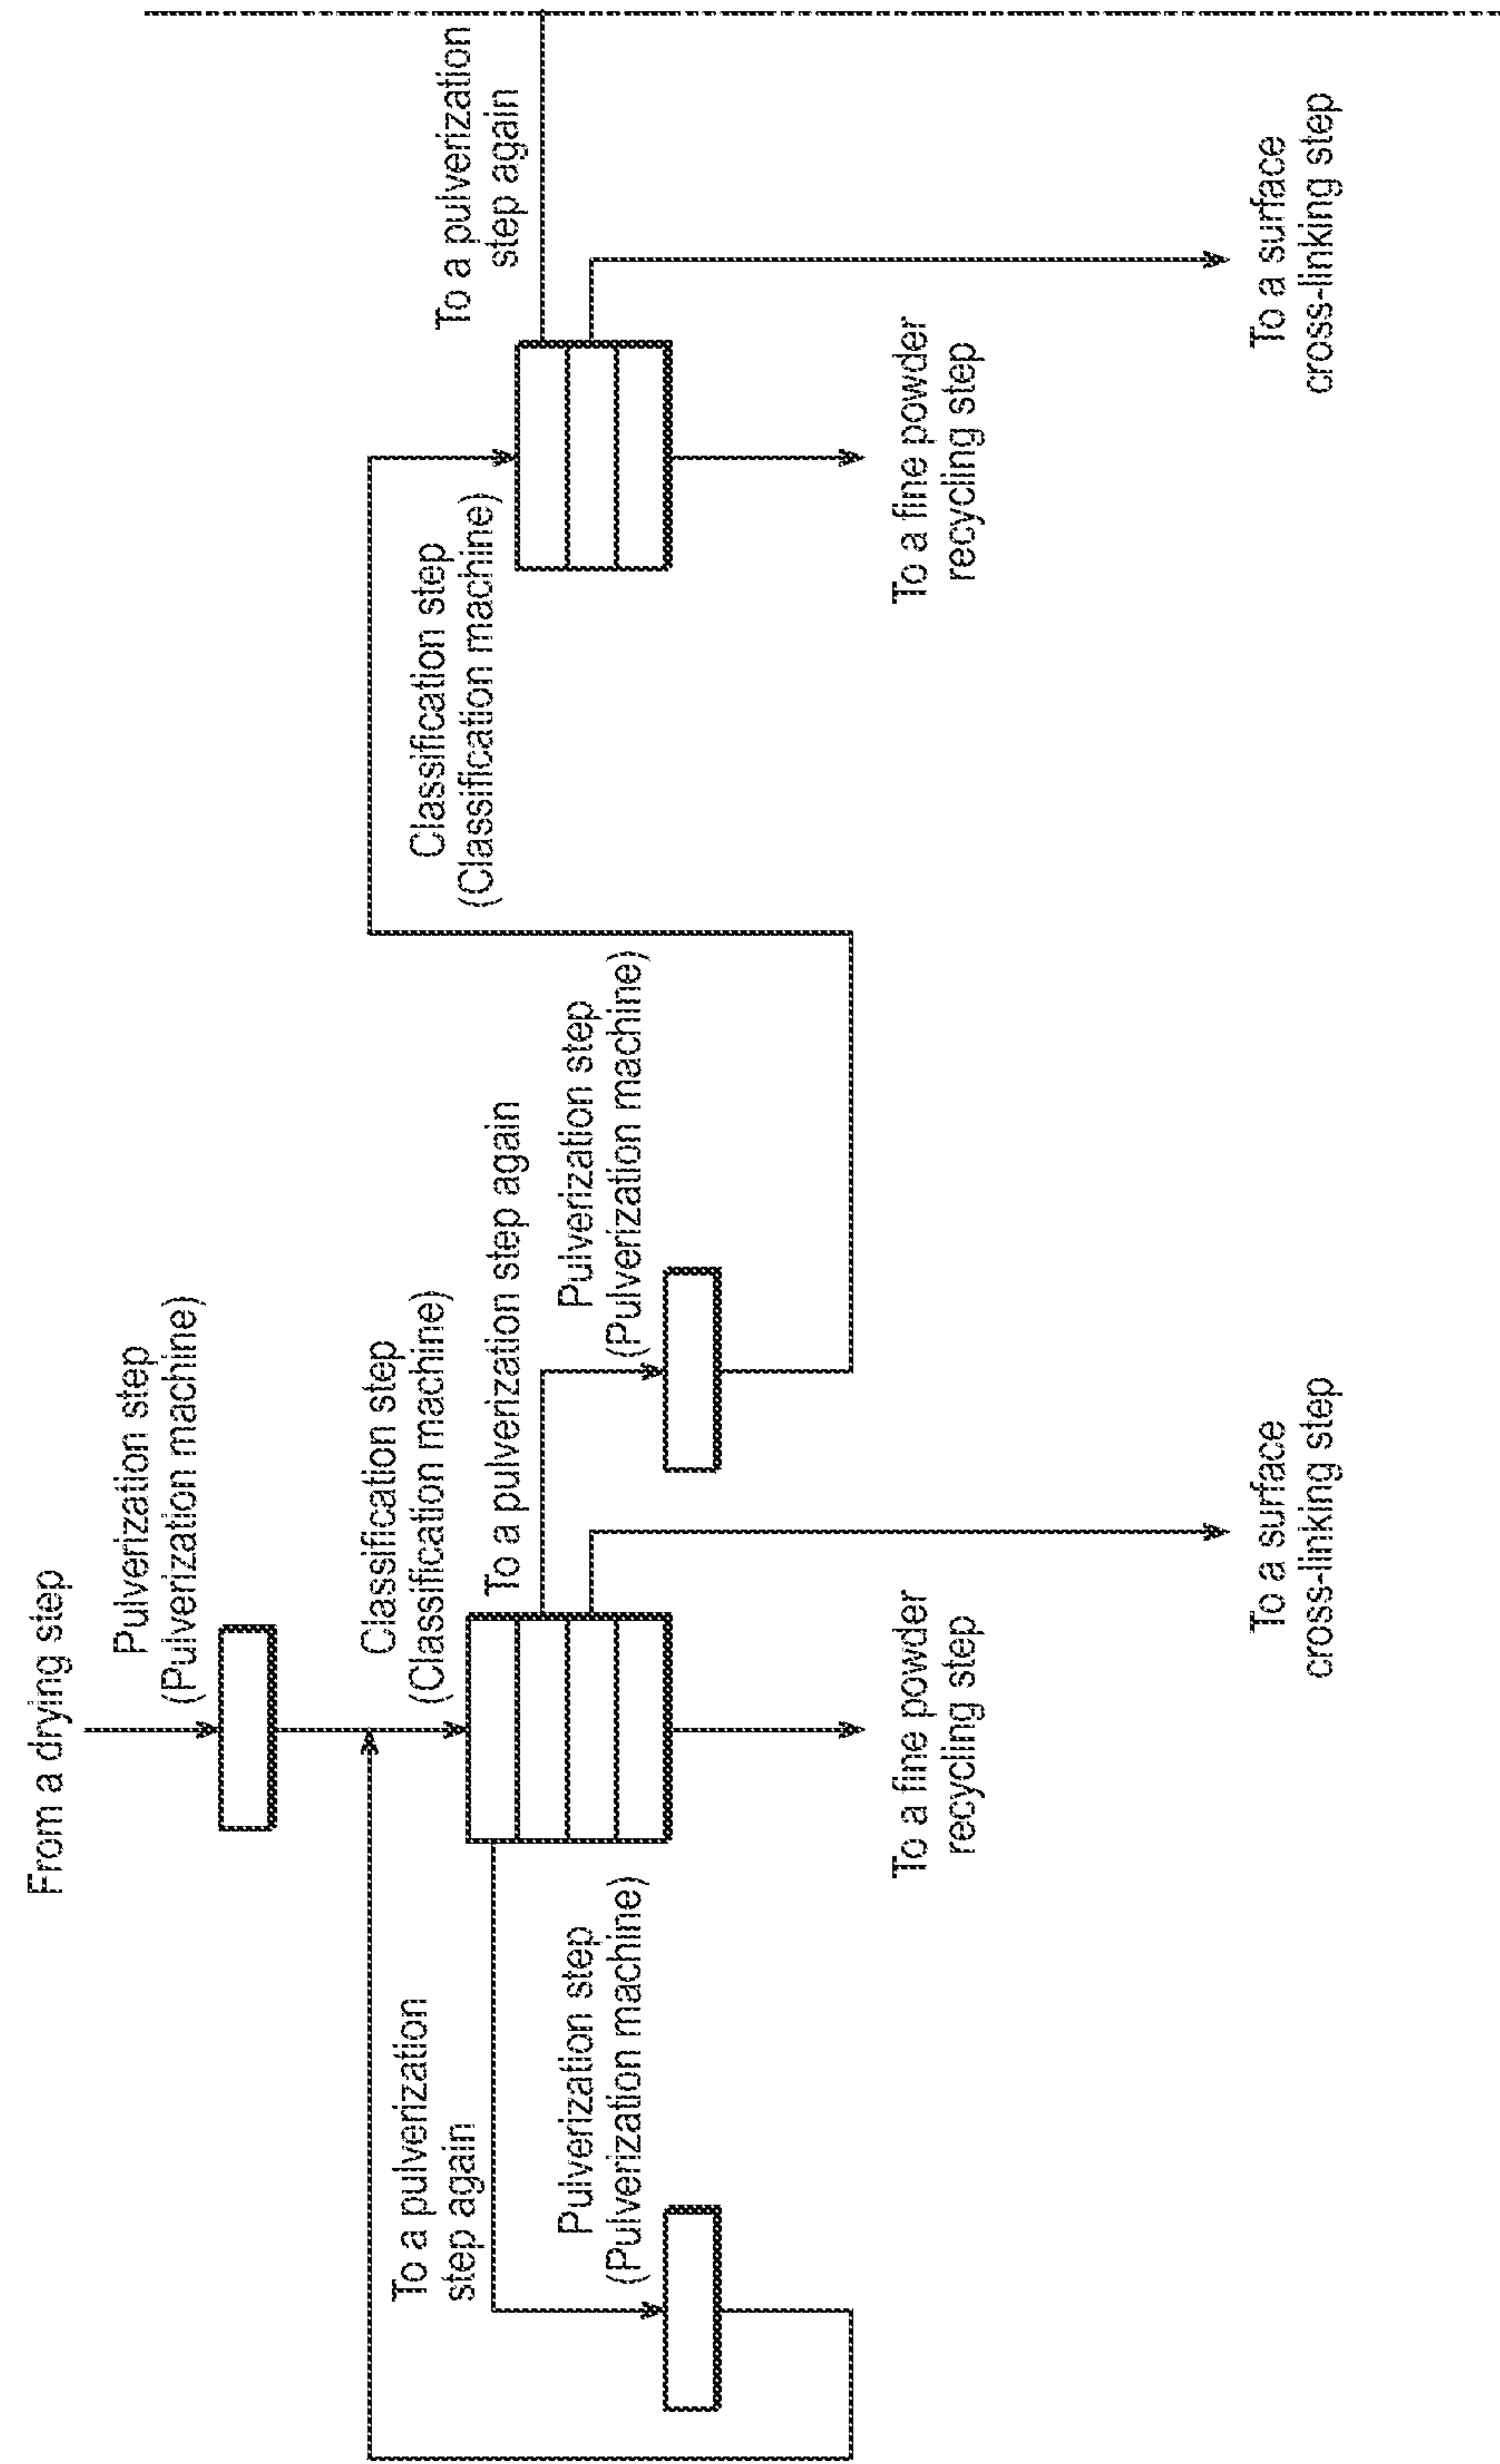 From a drying step
Pulverization step
(Pulverization machine)
Classification step
(Classification machine)
To a pulverization
step again
Pulverization step
(Pulverization machine)
To a pulverization step again
Pulverization step
(Pulverization machine)
To a fine powder
recycling step
To a surface
cross-linking step
Classification step
(Classification machine)
To a pulverization
step again
To a fine powder
recycling step
To a surface
cross-linking step